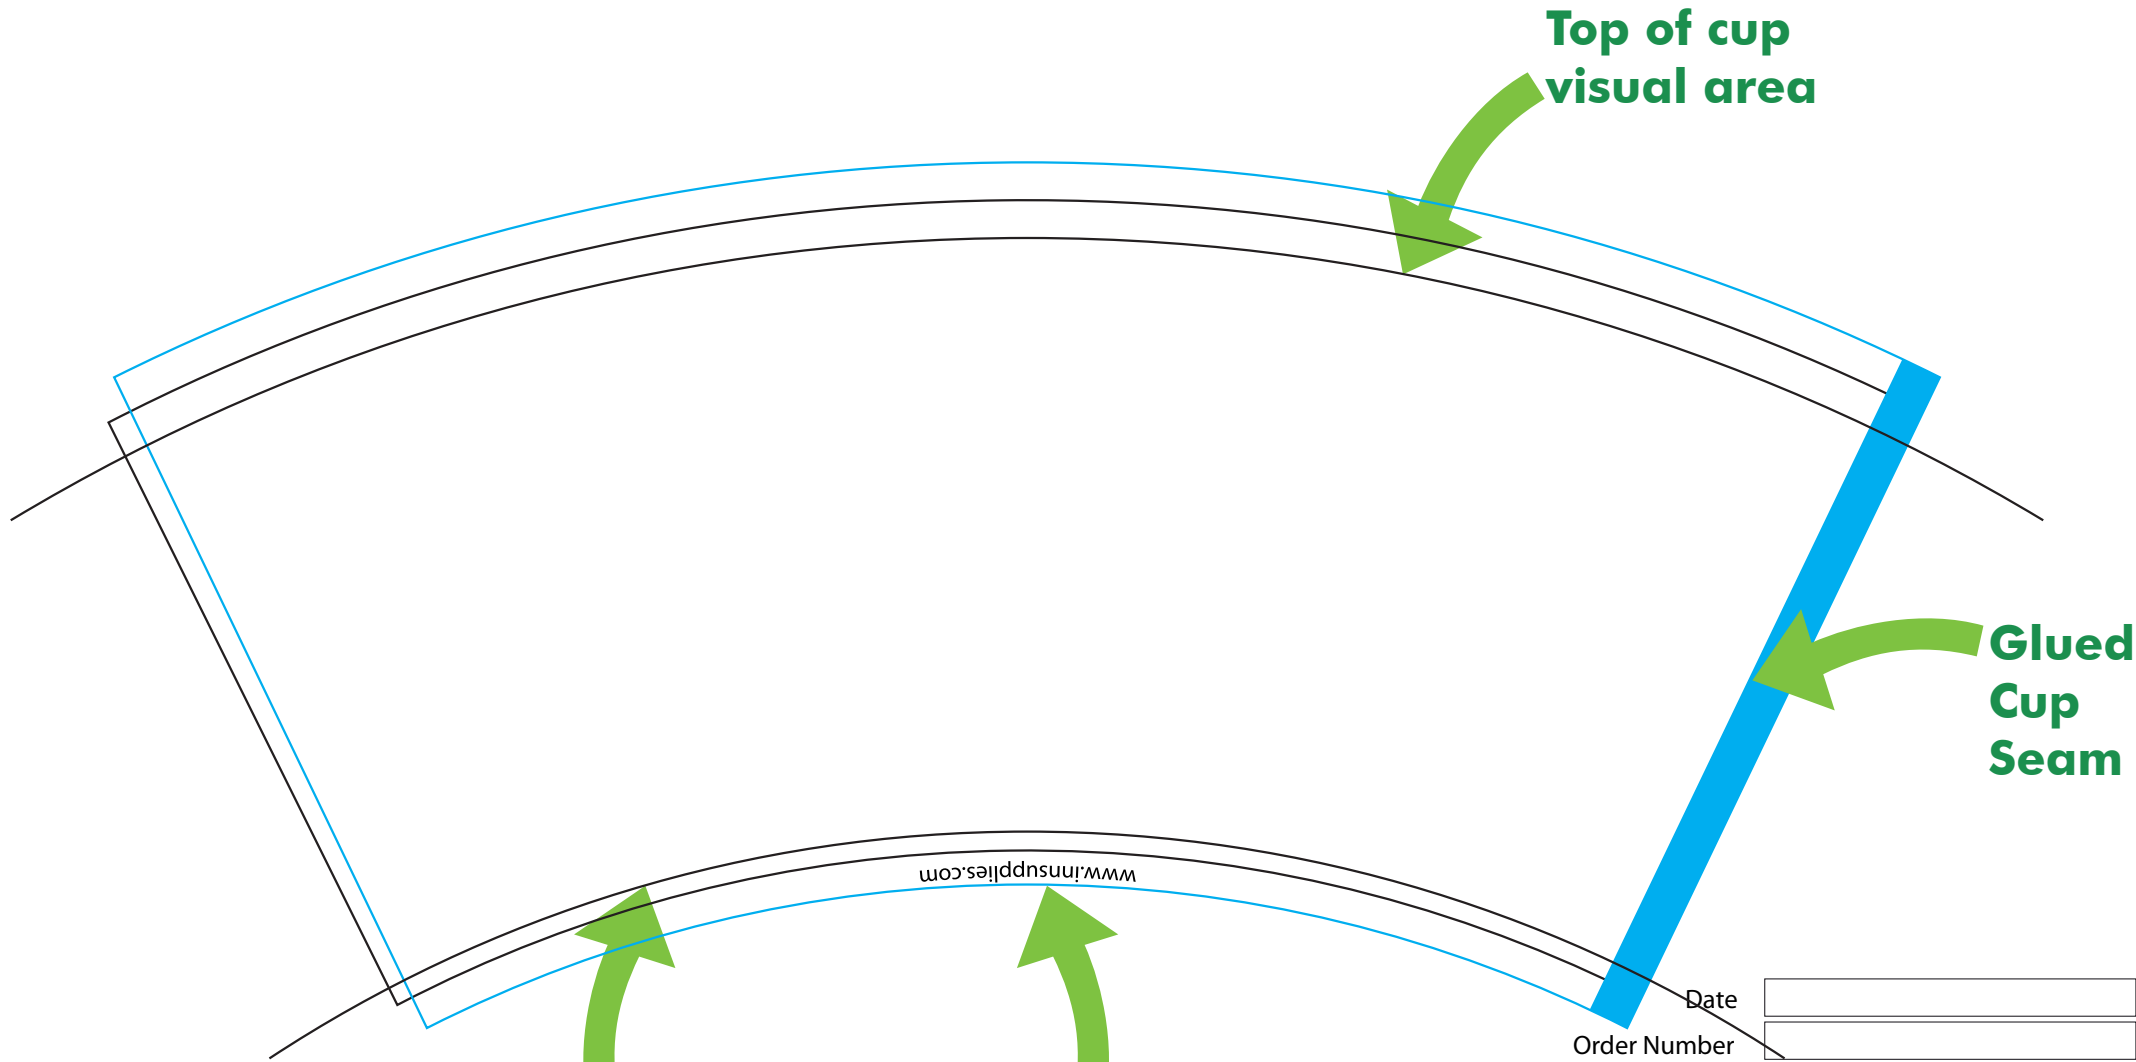 Top of cup
visual area
Glued
Cup
Seam
www.innsupplies.com
Date
Order Number